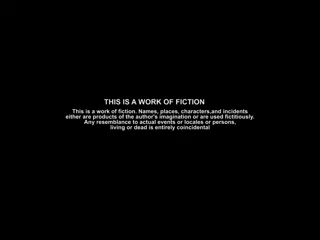 THIS IS A WORK OF FICTION
This is a work of fiction. Names, places, characters,and incidents
either are products of the author's imagination or are used fictitiously.
Any resemblance to actual events or locales or persons,
living or dead is entirely coincidental